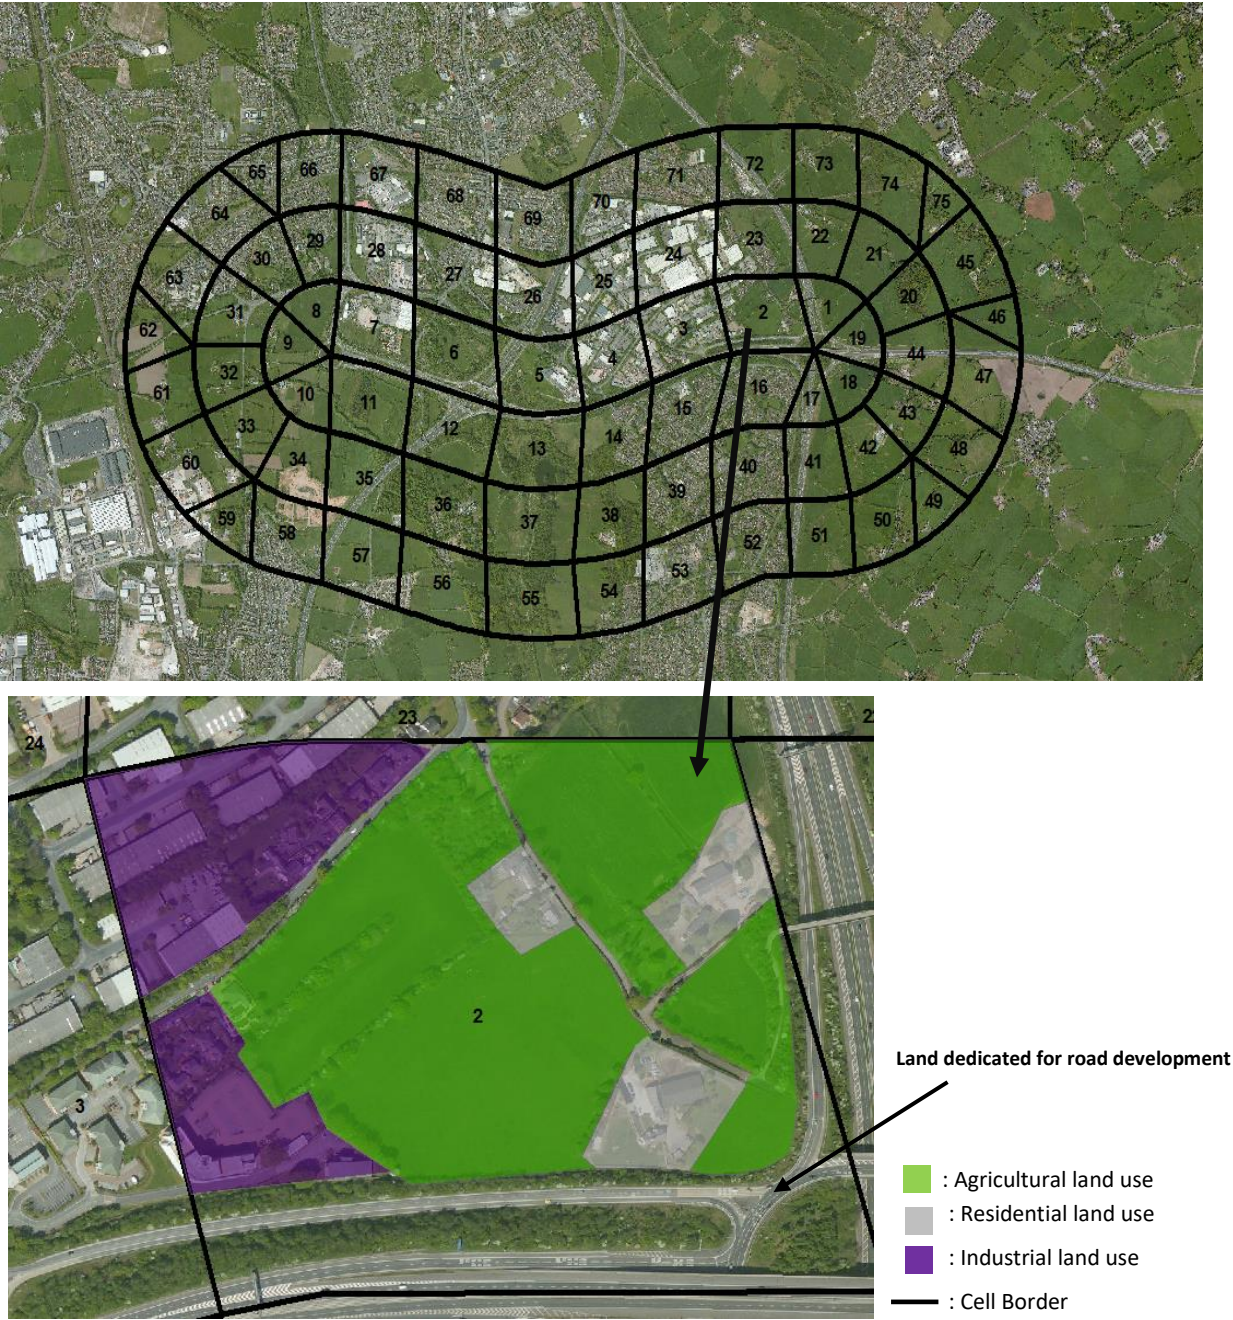 65 66 67 68 69 70 71 72 73 74 75
64 30 29 28 27 26 25 24 23 22 21 45
63 31 8 7 6 5 4 3 2 1 20 46
62 9 19 44 47
61 32 10 11 12 13 14 15 16 17 18 43 48
60 33 34 35 36 37 38 39 40 41 42 49
59 58 57 56 55 54 53 52 51 50
24 23 22
2
3
Land dedicated for road development
: Agricultural land use
: Residential land use
: Industrial land use
: Cell Border